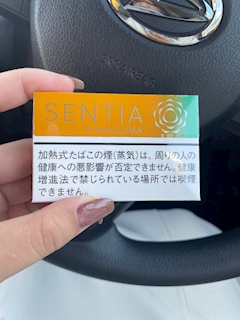 SRS AIRBAG
SENTIA
加熱式たばこの煙(蒸気)は、周りの人の
健康への悪影響が否定できません。健康
増進法で禁じられている場所では喫煙
できません。